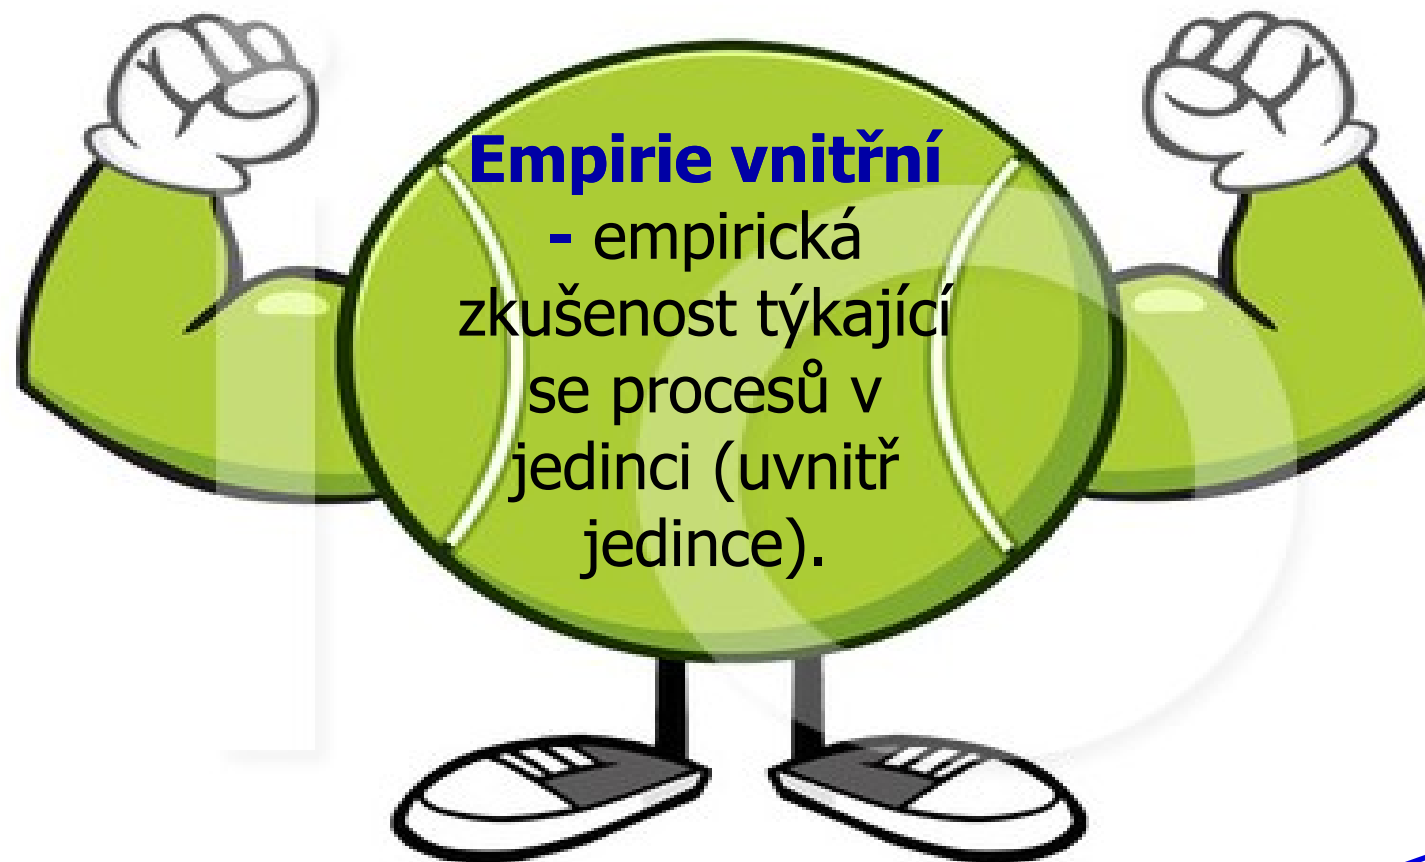 Empirie vnitřní
- empirická
zkušenost týkající
se procesů v
jedinci (uvnitř
jedince).